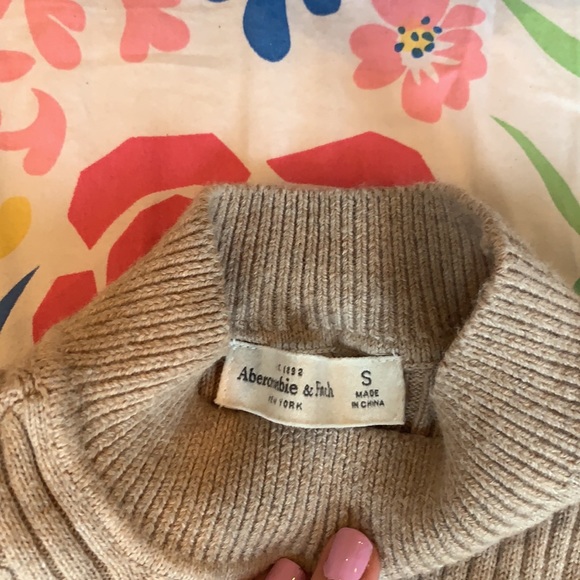 1892
Abercrombie & Fitch
NEW YORK
S
MADE
IN CHINA